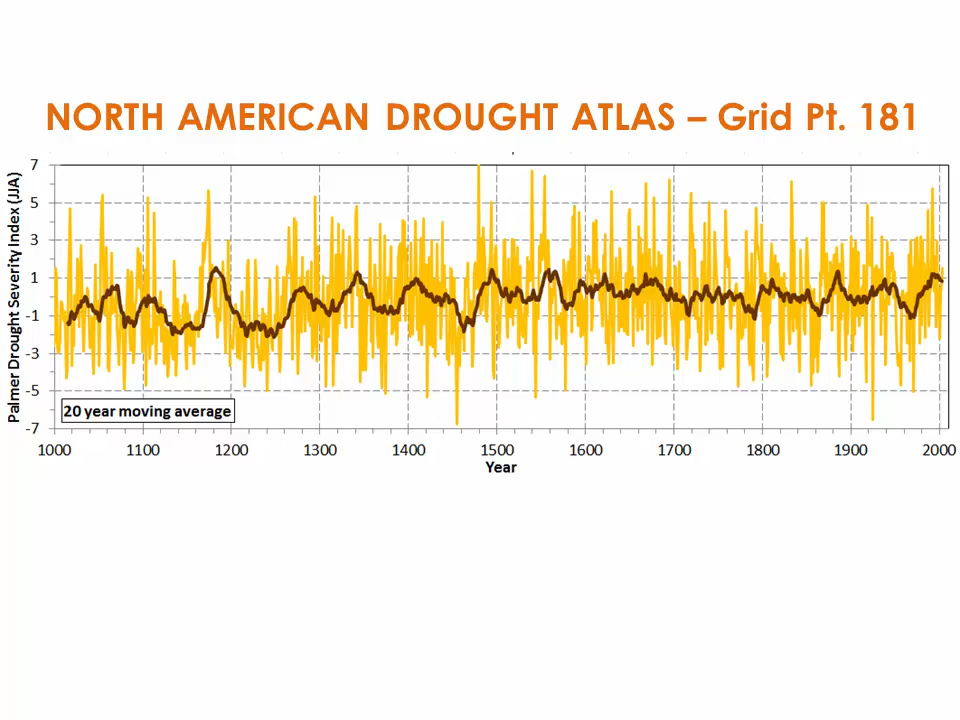 NORTH AMERICAN DROUGHT ATLAS – Grid Pt. 181
Palmer Drought Severity Index (JJA)
7
5
3
1
-1
-3
-5
-7
20 year moving average
1000 1100 1200 1300 1400 1500 1600 1700 1800 1900 2000
Year